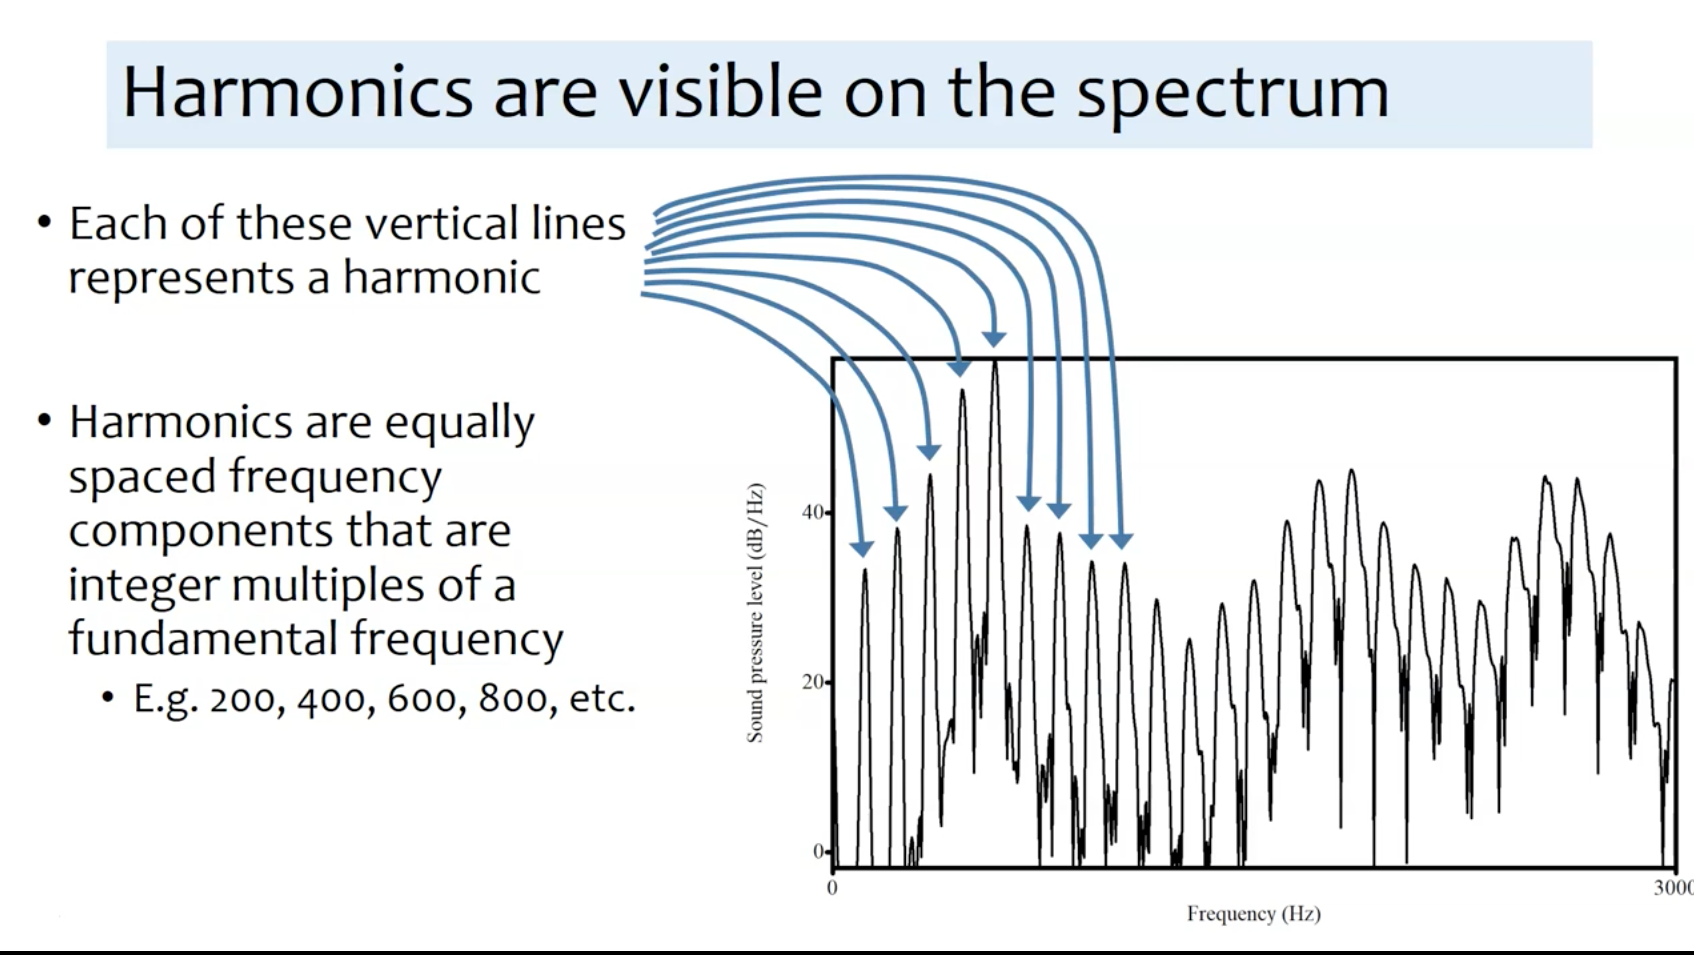 Harmonics are visible on the spectrum
• Each of these vertical lines
represents a harmonic
• Harmonics are equally
spaced frequency
components that are
integer multiples of a
fundamental frequency
• E.g. 200, 400, 600, 800, etc.
Sound pressure level (dB/Hz)
40
20
0
0
3000
Frequency (Hz)